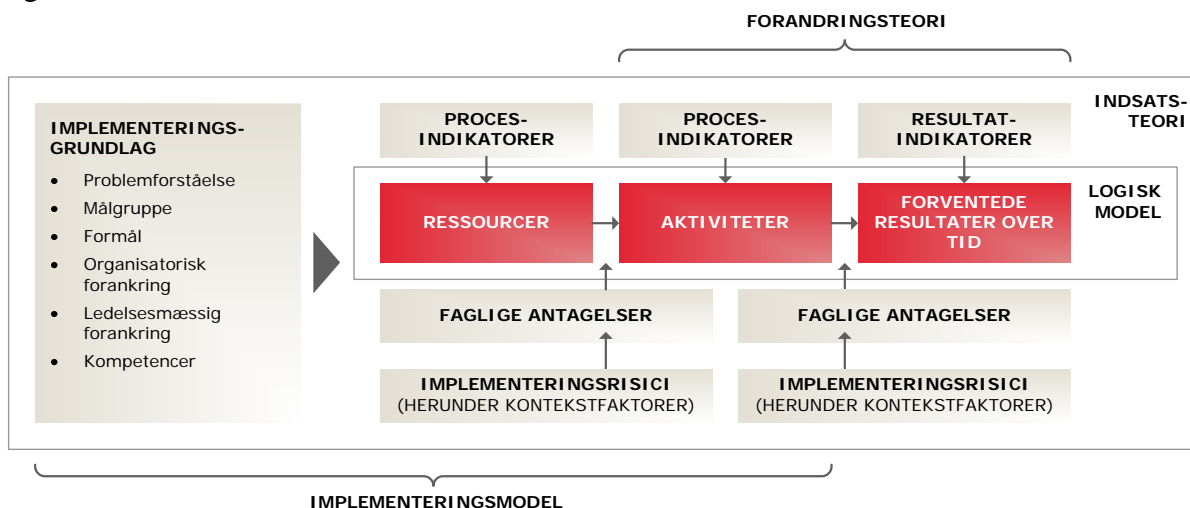 FORANDRINGSTEORI
INDSATS-
TEORI
IMPLEMENTERINGS-
GRUNDLAG
• Problemforståelse
• Målgruppe
• Formål
• Organisatorisk
forankring
• Ledelsesmæssig
forankring
• Kompetencer
PROCES-
INDIKATORER
PROCES-
INDIKATORER
RESULTAT-
INDIKATORER
LOGISK
MODEL
RESSOURCER
AKTIVITETER
FORVENTEDE
RESULTATER OVER
TID
FAGLIGE ANTAGELSER
FAGLIGE ANTAGELSER
IMPLEMENTERINGSRISICI
(HERUNDER KONTEKSTFAKTORER)
IMPLEMENTERINGSRISICI
(HERUNDER KONTEKSTFAKTORER)
IMPLEMENTERINGSMODEL